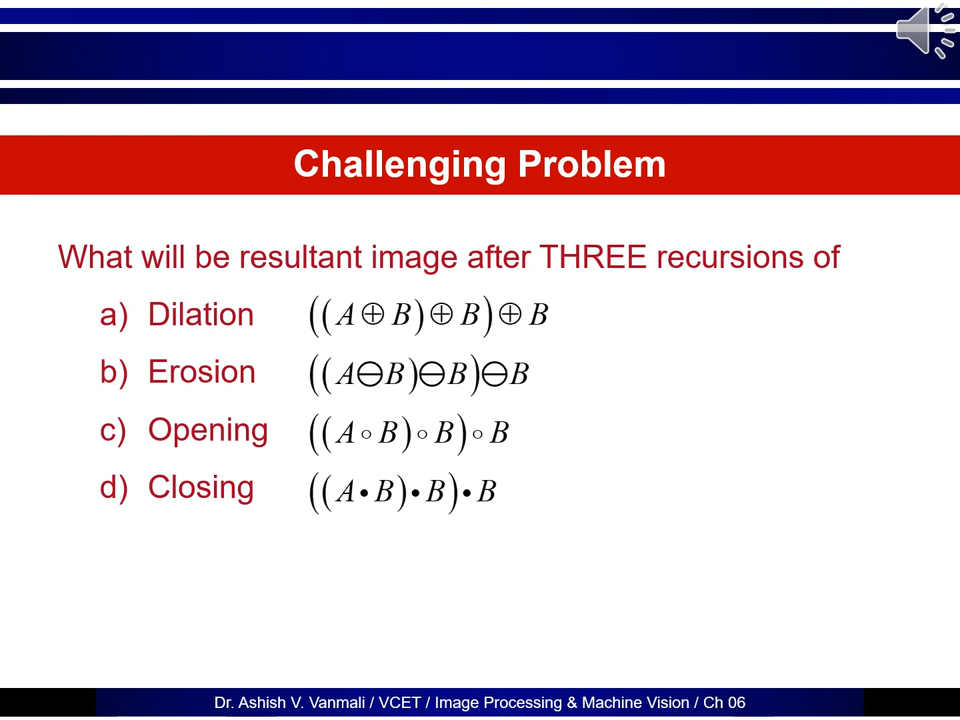 Challenging Problem
What will be resultant image after THREE recursions of
a) Dilation ((A ⊕ B) ⊕ B) ⊕ B
b) Erosion ((A⊖B)⊖B)⊖B
c) Opening ((A ∘ B) ∘ B) ∘ B
d) Closing ((A • B) • B) • B
Dr. Ashish V. Vanmali / VCET / Image Processing & Machine Vision / Ch 06